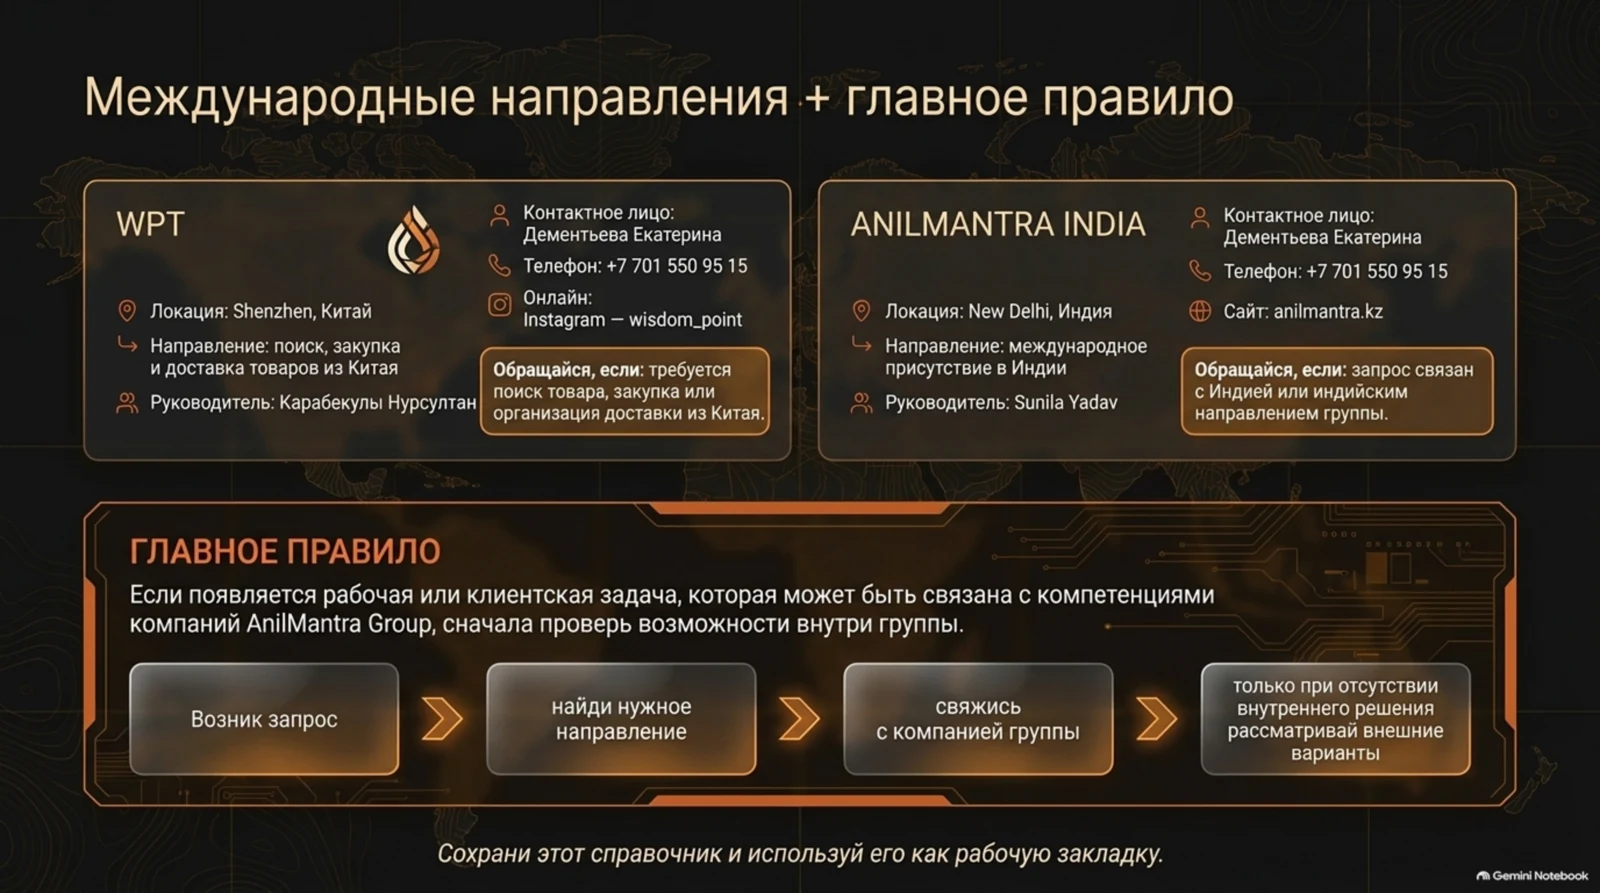 Международные направления + главное правило
WPT
Локация: Shenzhen, Китай
Направление: поиск, закупка
и доставка товаров из Китая
Руководитель: Карабекулы Нурсултан
Контактное лицо:
Дементьева Екатерина
Телефон: +7 701 550 95 15
Онлайн:
Instagram — wisdom_point
Обращайся, если: требуется
поиск товара, закупка или
организация доставки из Китая.
ANILMANTRA INDIA
Локация: New Delhi, Индия
Направление: международное
присутствие в Индии
Руководитель: Sunila Yadav
Контактное лицо:
Дементьева Екатерина
Телефон: +7 701 550 95 15
Сайт: anilmantra.kz
Обращайся, если: запрос связан
с Индией или индийским
направлением группы.
ГЛАВНОЕ ПРАВИЛО
Если появляется рабочая или клиентская задача, которая может быть связана с компетенциями
компаний AnilMantra Group, сначала проверь возможности внутри группы.
Возник запрос
найди нужное
направление
свяжись
с компанией группы
только при отсутствии
внутреннего решения
рассматривай внешние
варианты
Сохрани этот справочник и используй его как рабочую закладку.
Gemini Notebook